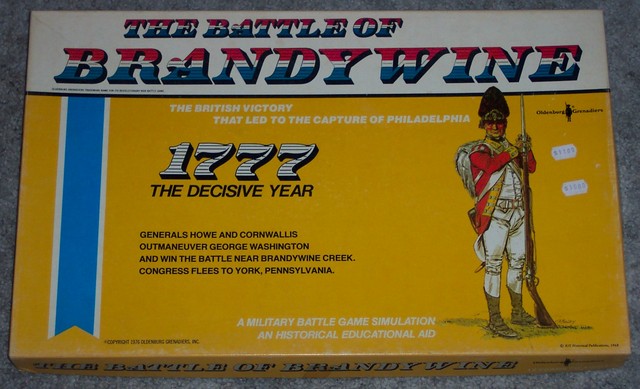 THE BATTLE OF
BRANDYWINE
THE BRITISH VICTORY
THAT LED TO THE CAPTURE OF PHILADELPHIA
Oldenburg Grenadiers
1777
THE DECISIVE YEAR
GENERALS HOWE AND CORNWALLIS
OUTMANEUVER GEORGE WASHINGTON
AND WIN THE BATTLE NEAR BRANDYWINE CREEK.
CONGRESS FLEES TO YORK, PENNSYLVANIA.
A MILITARY BATTLE GAME SIMULATION
AN HISTORICAL EDUCATIONAL AID
©COPYRIGHT 1976 OLDENBURG GRENADIERS, INC.
THE BATTLE OF BRANDYWINE